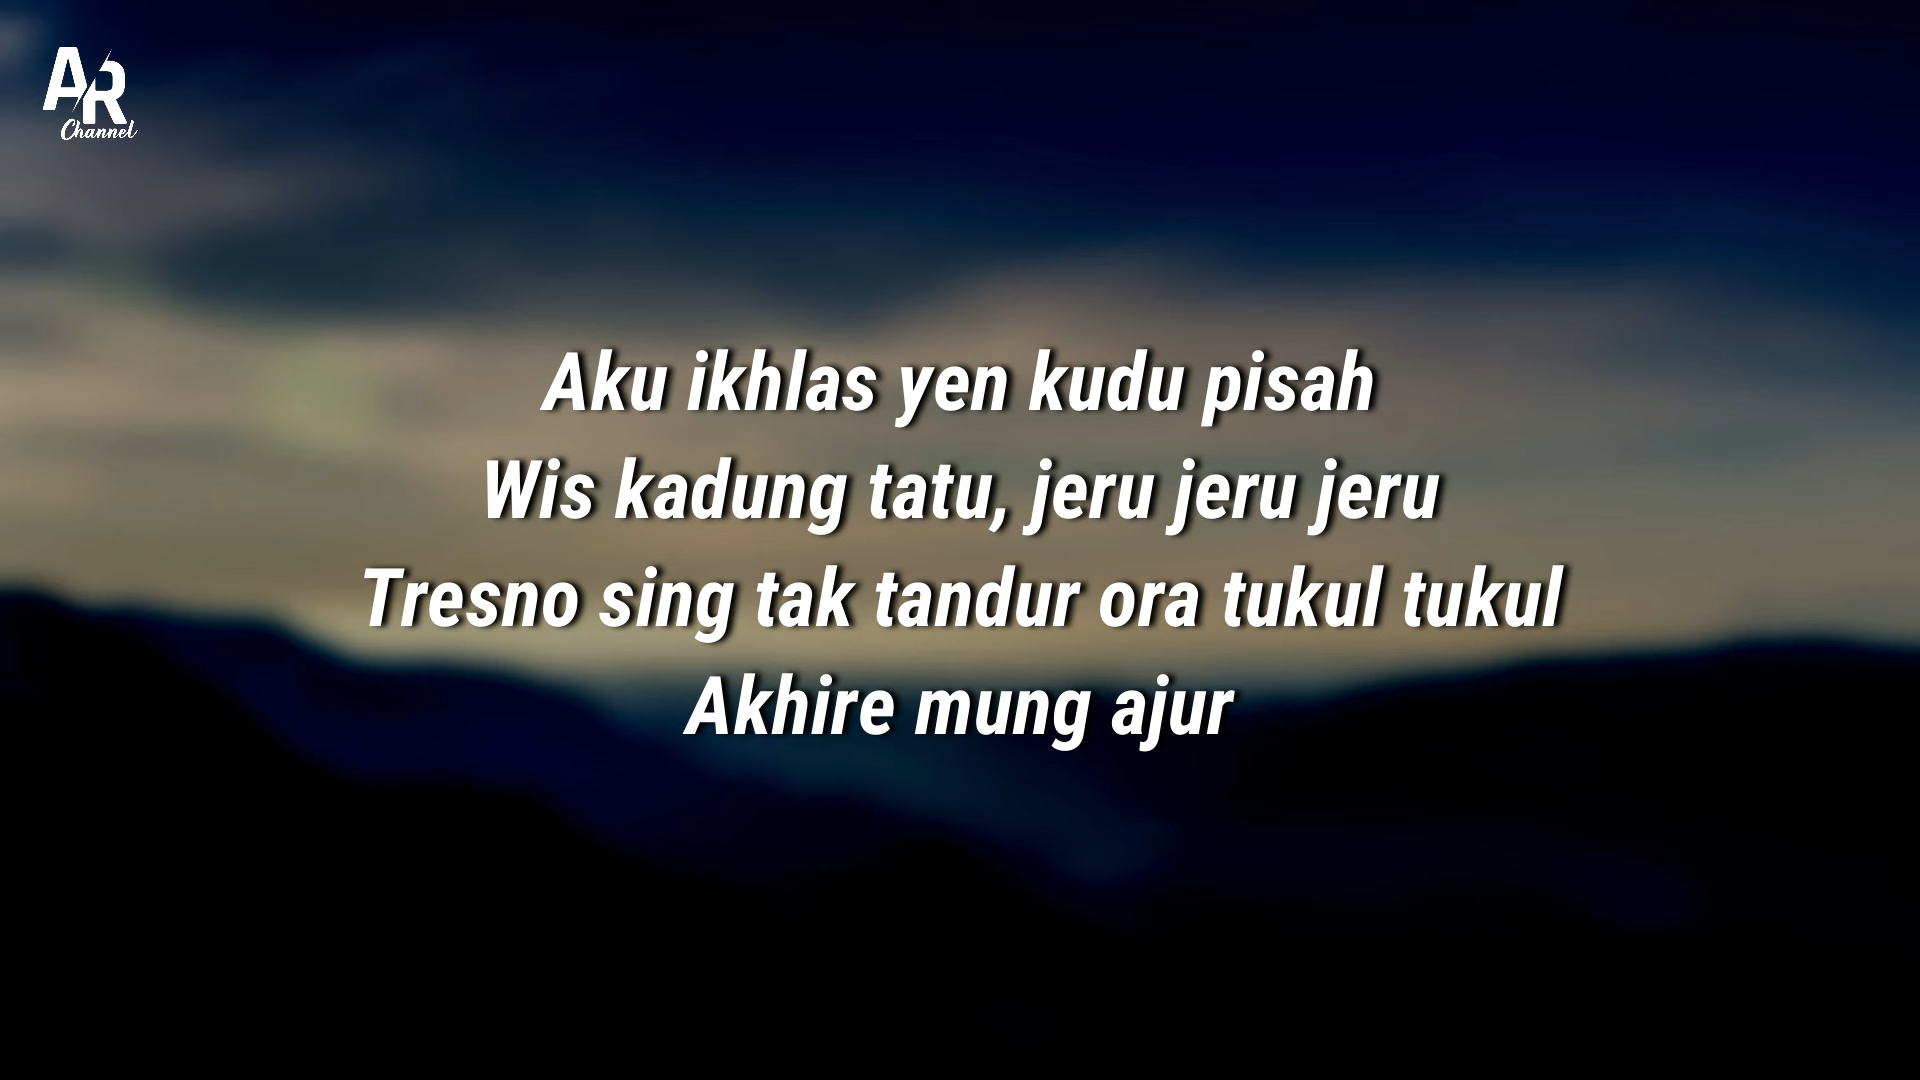 AR
Channel
Aku ikhlas yen kudu pisah
Wis kadung tatu, jeru jeru jeru
Tresno sing tak tandur ora tukul tukul
Akhire mung ajur